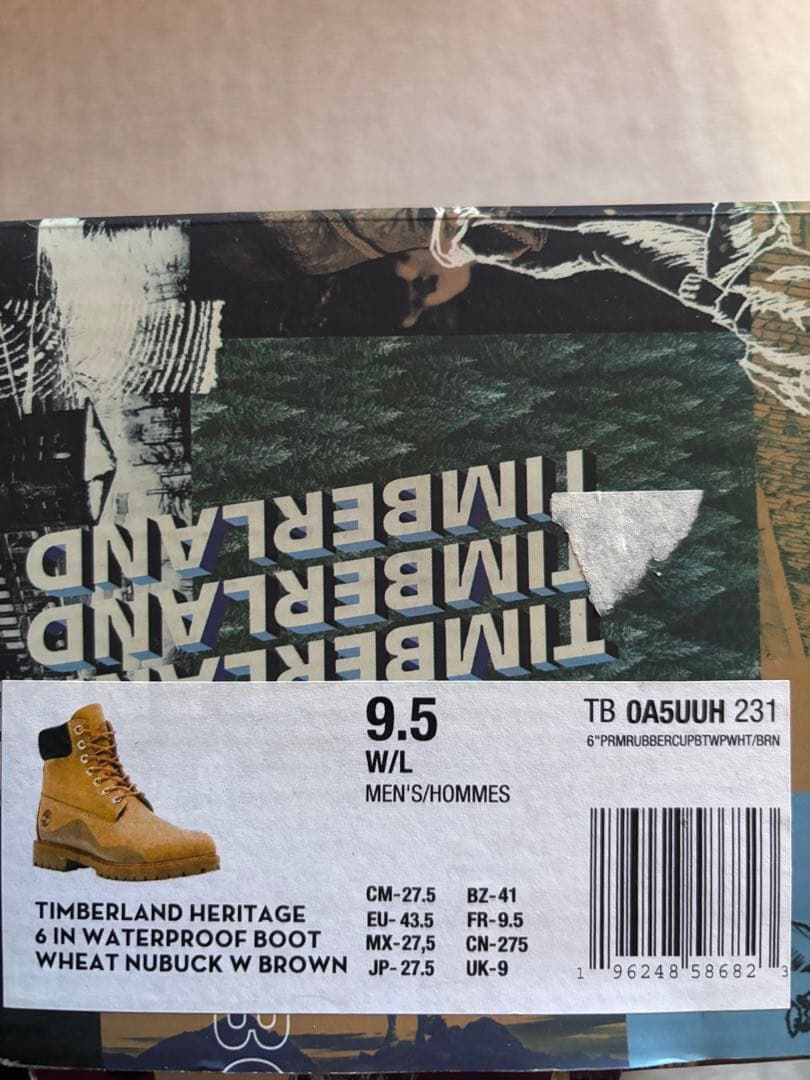 TIMBERLAND
TIMBERLAND
TIMBERLAND
9.5
W/L
MEN'S/HOMMES
TB 0A5UUH 231
6"PRMRUBBERCUPBTWPWHT/BRN
TIMBERLAND HERITAGE
6 IN WATERPROOF BOOT
WHEAT NUBUCK W BROWN
CM-27.5 BZ-41
EU- 43.5 FR-9.5
MX-27,5 CN-275
JP- 27.5 UK-9
1 96248 58682 3